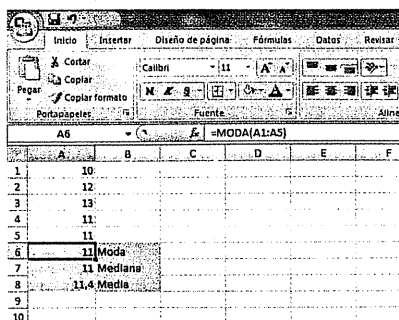 Inicio Insertar Diseño de página Fórmulas Datos Revisar
Cortar
Copiar
Copiar formato
Pegar
Calibri 11 A A
N K S A
Portapapeles Fuente Aline
A6 fx =MODA(A1:A5)
A B C D E F
1 10
2 12
3 13
4 11
5 11
6 11 Moda
7 11 Mediana
8 11,4 Media
9
10